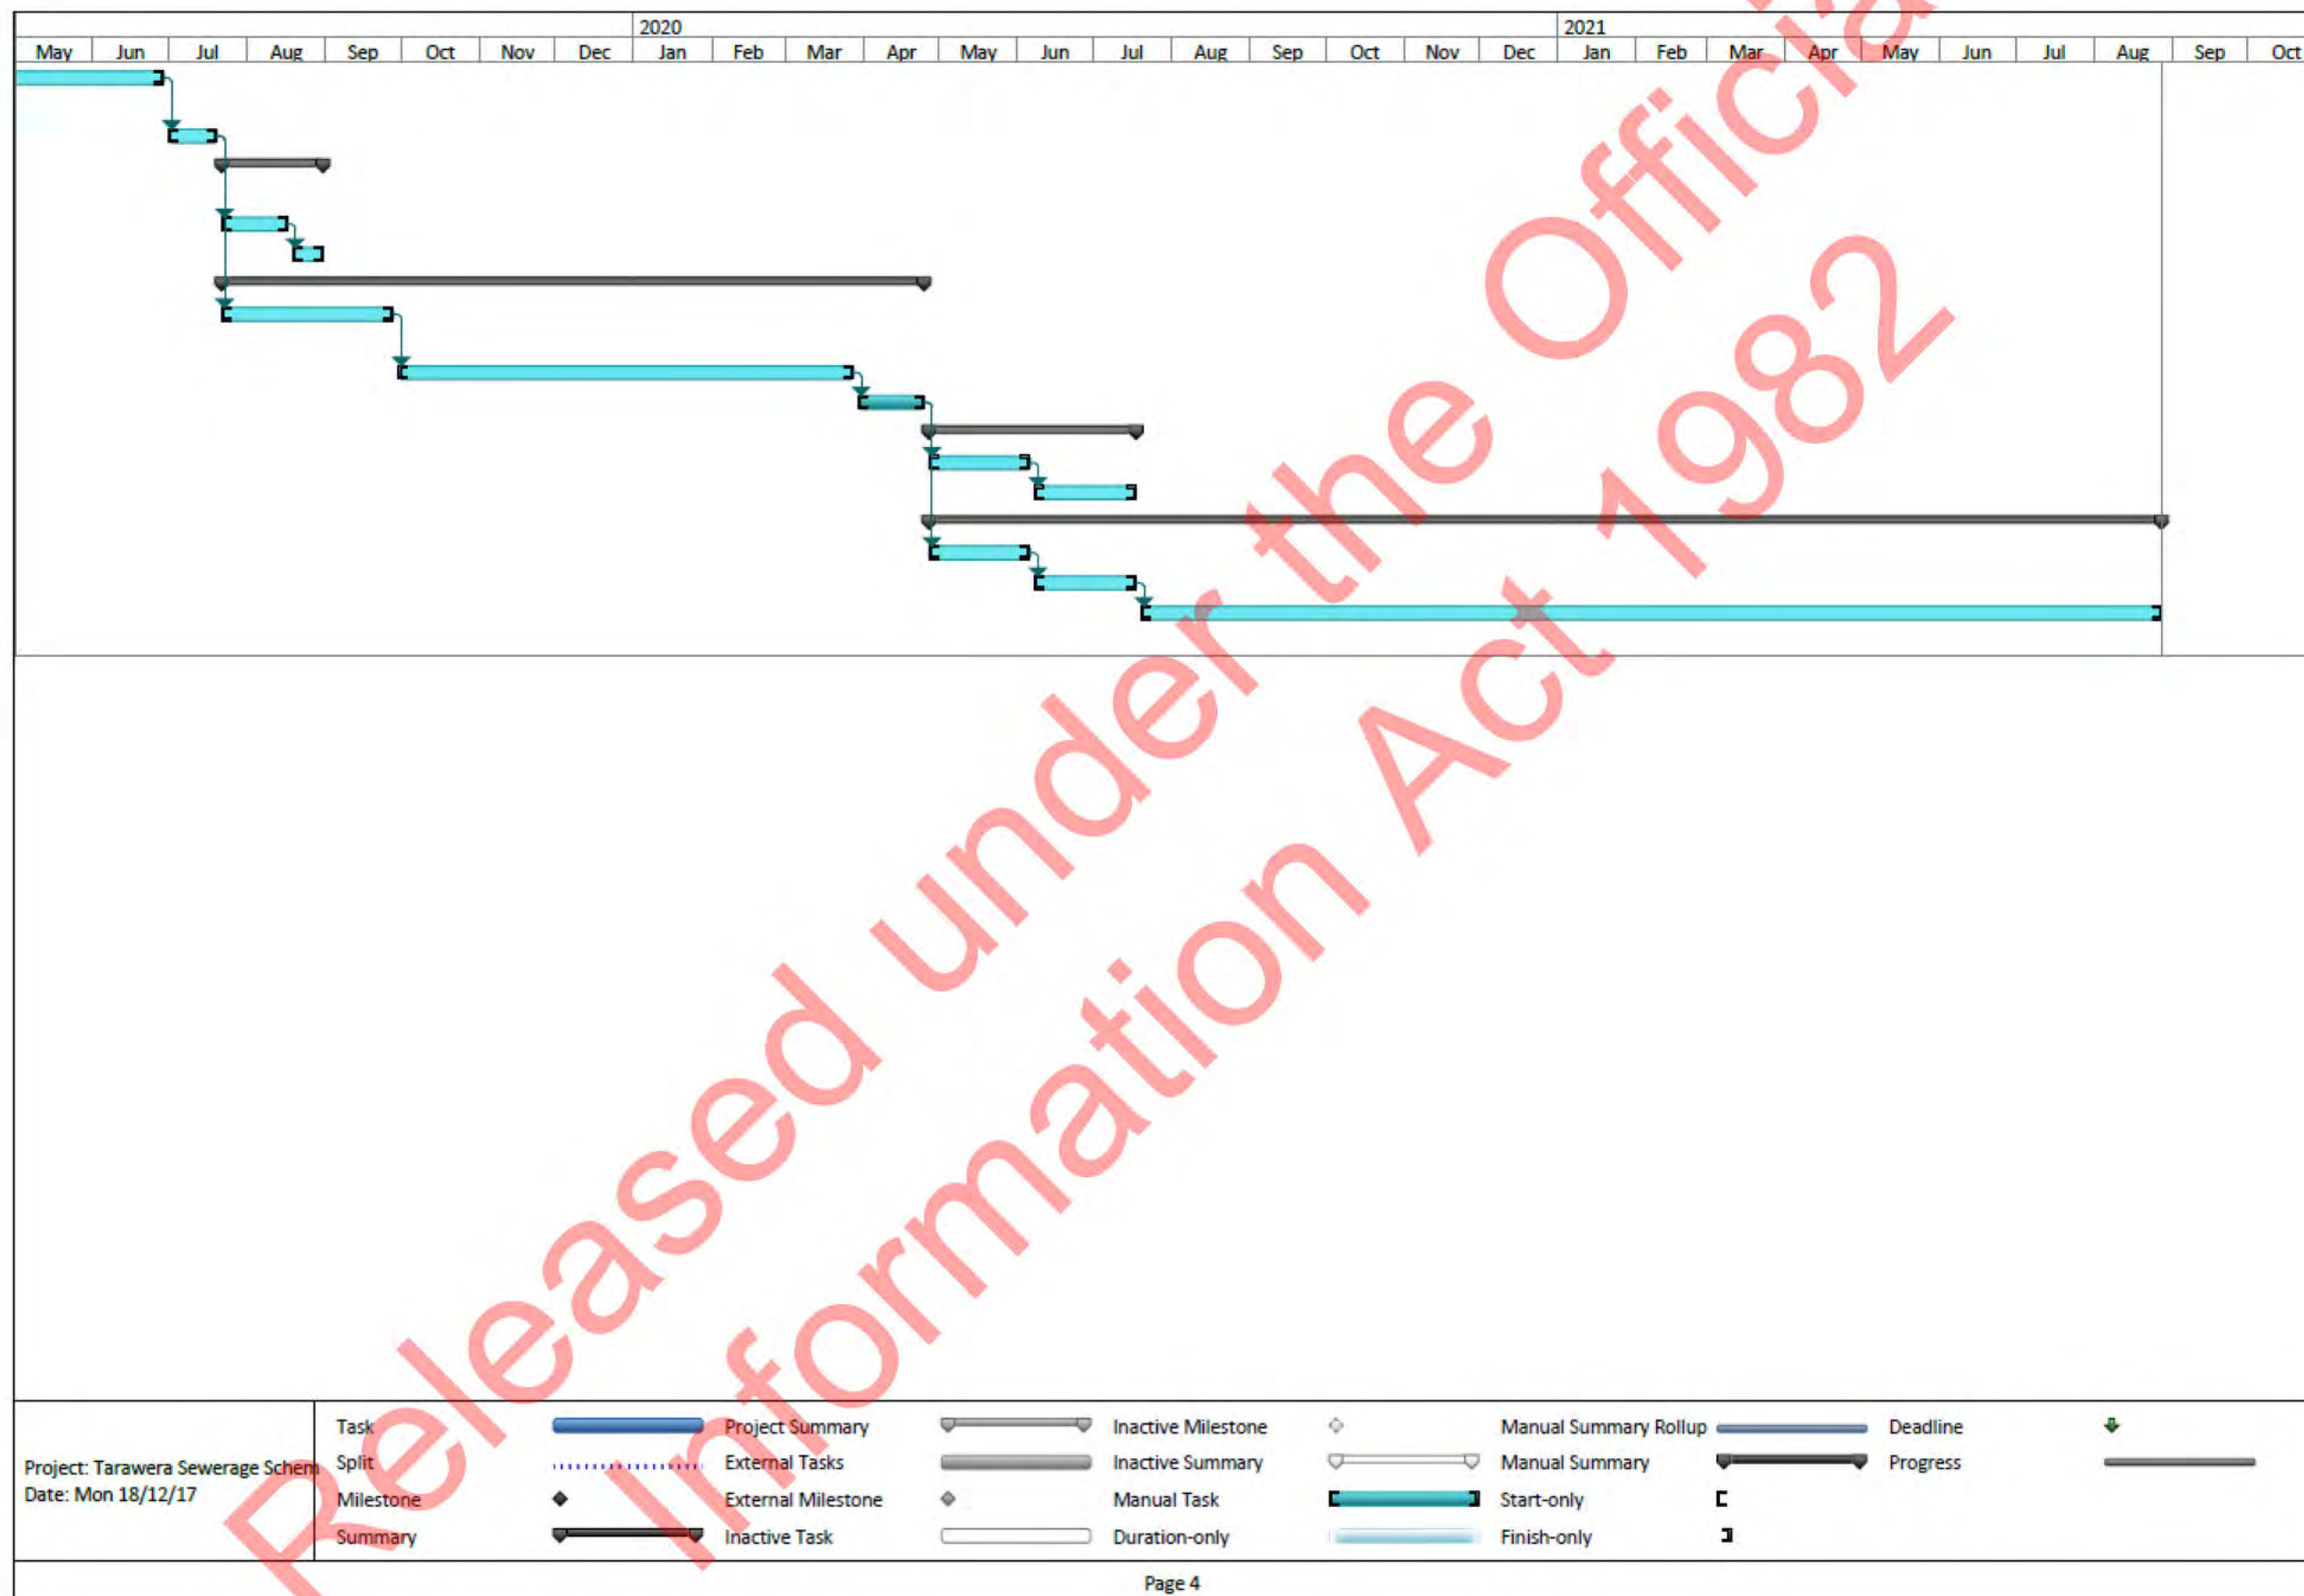 2020 2021
May Jun Jul Aug Sep Oct Nov Dec Jan Feb Mar Apr May Jun Jul Aug Sep Oct Nov Dec Jan Feb Mar Apr May Jun Jul Aug Sep Oct
Released under the Official
Information Act 1982
Project: Tarawera Sewerage Schem
Date: Mon 18/12/17
Task Project Summary Inactive Milestone Manual Summary Rollup Deadline
Split External Tasks Inactive Summary Manual Summary Progress
Milestone External Milestone Manual Task Start-only
Summary Inactive Task Duration-only Finish-only
Page 4